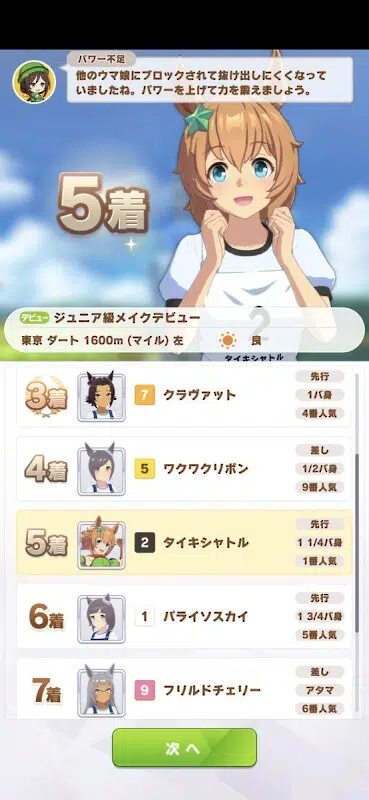 パワー不足
他のウマ娘にブロックされて抜け出しにくくなって
いましたね。パワーを上げて力を鍛えましょう。
5着
2
タイキシャトル
デビュー ジュニア級メイクデビュー
東京 ダート 1600m (マイル) 左 良
3着 7 クラヴァット 先行 1バ身 4番人気
4着 5 ワクワクリボン 差し 1/2バ身 9番人気
5着 2 タイキシャトル 先行 1 1/4バ身 1番人気
6着 1 パライソスカイ 先行 1 3/4バ身 5番人気
7着 9 フリルドチェリー 差し アタマ 6番人気
次へ